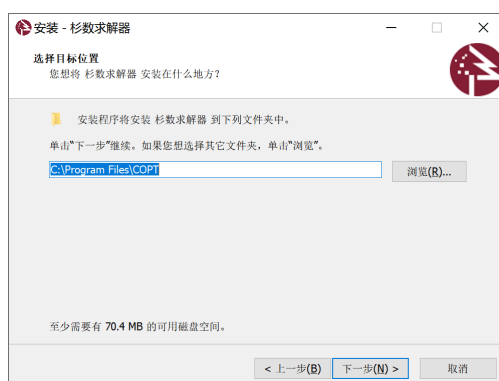 安装 - 杉数求解器
选择目标位置
您想将 杉数求解器 安装在什么地方？
安装程序将安装 杉数求解器 到下列文件夹中。
单击“下一步”继续。如果您想选择其它文件夹，单击“浏览”。
C:\Program Files\COPT
浏览(R)...
至少需要有 70.4 MB 的可用磁盘空间。
< 上一步(B)
下一步(N) >
取消